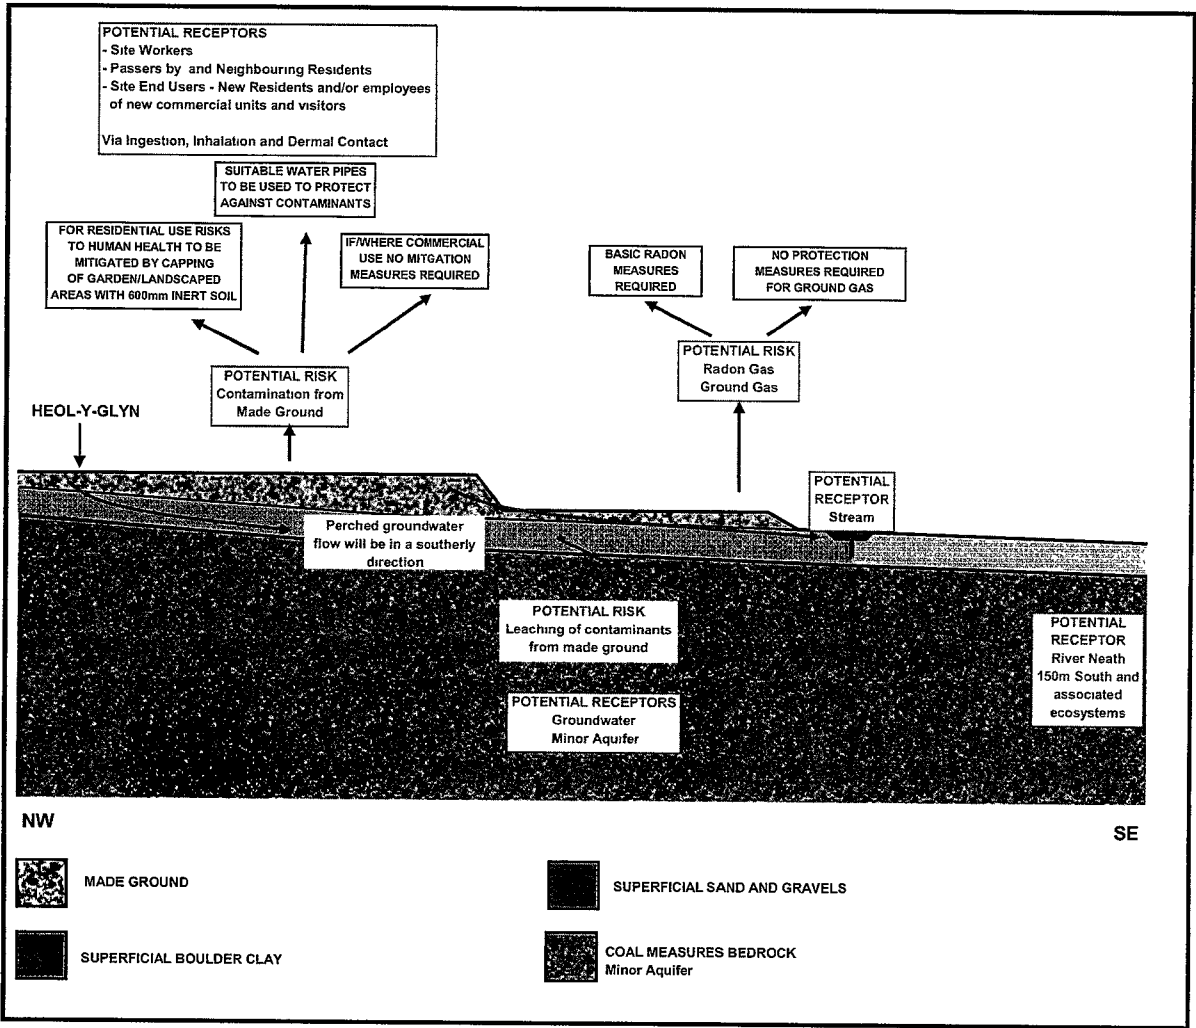 POTENTIAL RECEPTORS
- Site Workers
- Passers by and Neighbouring Residents
- Site End Users - New Residents and/or employees
of new commercial units and visitors
Via Ingestion, Inhalation and Dermal Contact
SUITABLE WATER PIPES
TO BE USED TO PROTECT
AGAINST CONTAMINANTS
FOR RESIDENTIAL USE RISKS
TO HUMAN HEALTH TO BE
MITIGATED BY CAPPING
OF GARDEN/LANDSCAPED
AREAS WITH 600mm INERT SOIL
IF/WHERE COMMERCIAL
USE NO MITGATION
MEASURES REQUIRED
BASIC RADON
MEASURES
REQUIRED
NO PROTECTION
MEASURES REQUIRED
FOR GROUND GAS
POTENTIAL RISK
Contamination from
Made Ground
POTENTIAL RISK
Radon Gas
Ground Gas
HEOL-Y-GLYN
POTENTIAL
RECEPTOR
Stream
Perched groundwater
flow will be in a southerly
direction
POTENTIAL RISK
Leaching of contaminants
from made ground
POTENTIAL RECEPTORS
Groundwater
Minor Aquifer
POTENTIAL
RECEPTOR
River Neath
150m South and
associated
ecosystems
NW
SE
MADE GROUND
SUPERFICIAL SAND AND GRAVELS
SUPERFICIAL BOULDER CLAY
COAL MEASURES BEDROCK
Minor Aquifer